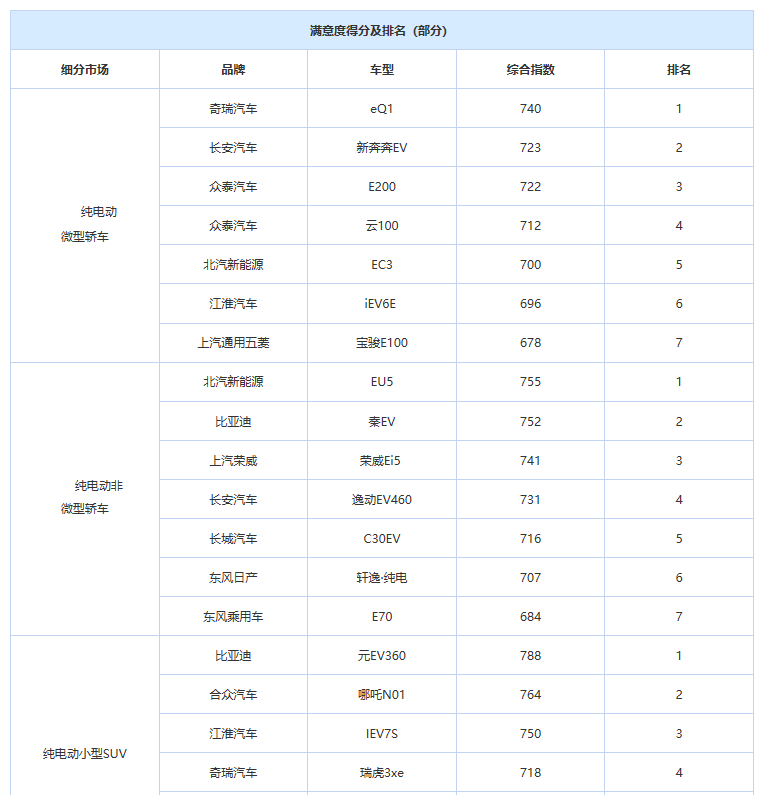 满意度得分及排名（部分）
细分市场 品牌 车型 综合指数 排名
纯电动
微型轿车
奇瑞汽车 eQ1 740 1
长安汽车 新奔奔EV 723 2
众泰汽车 E200 722 3
众泰汽车 云100 712 4
北汽新能源 EC3 700 5
江淮汽车 iEV6E 696 6
上汽通用五菱 宝骏E100 678 7
纯电动非
微型轿车
北汽新能源 EU5 755 1
比亚迪 秦EV 752 2
上汽荣威 荣威Ei5 741 3
长安汽车 逸动EV460 731 4
长城汽车 C30EV 716 5
东风日产 轩逸·纯电 707 6
东风乘用车 E70 684 7
纯电动小型SUV
比亚迪 元EV360 788 1
合众汽车 哪吒N01 764 2
江淮汽车 IEV7S 750 3
奇瑞汽车 瑞虎3xe 718 4